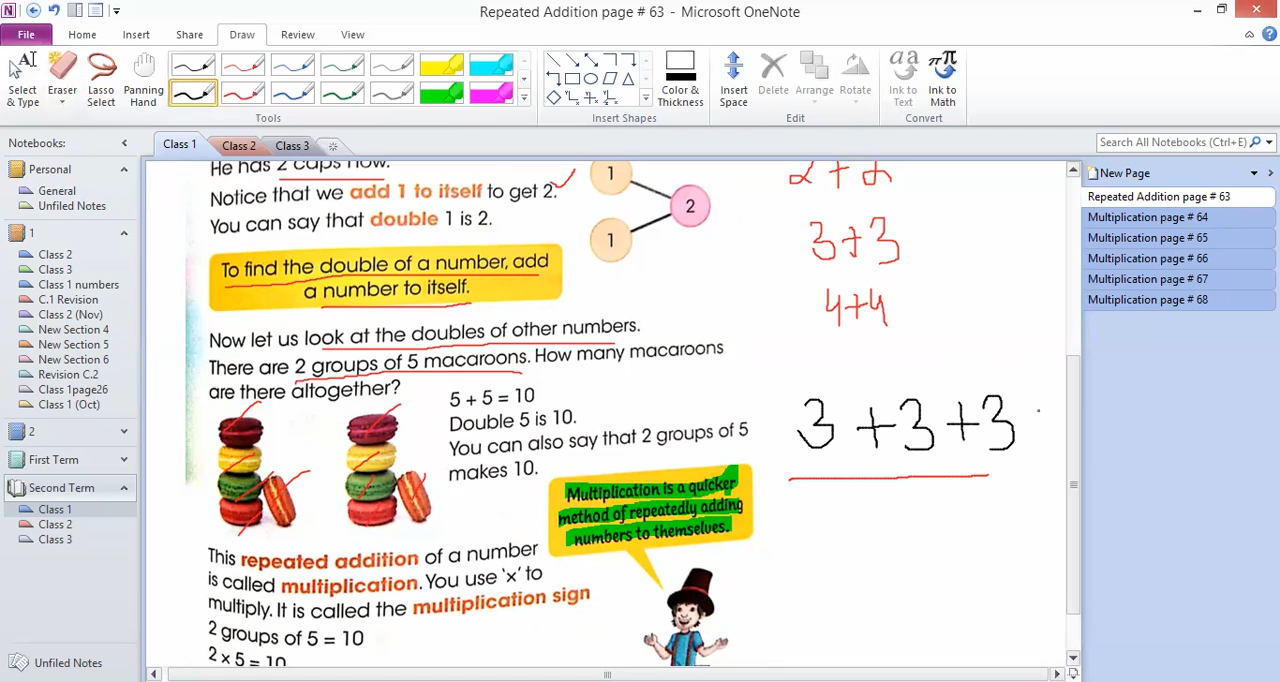 Repeated Addition page # 63 - Microsoft OneNote
File Home Insert Share Draw Review View
Select & Type
Eraser
Lasso Select
Panning Hand
Color & Thickness
Insert Space
Delete
Arrange
Rotate
Ink to Text
Ink to Math
Tools
Insert Shapes
Edit
Convert
Notebooks:
Class 1 Class 2 Class 3
Search All Notebooks (Ctrl+E)
Personal
General
Unfiled Notes
1
Class 2
Class 3
Class 1 numbers
C.1 Revision
Class 2 (Nov)
New Section 4
New Section 5
New Section 6
Revision C.2
Class 1page26
Class 1 (Oct)
2
First Term
Second Term
Class 1
Class 2
Class 3
Unfiled Notes
He has 2 caps now.
Notice that we add 1 to itself to get 2.
You can say that double 1 is 2.
1
1
2
To find the double of a number, add
a number to itself.
Now let us look at the doubles of other numbers.
There are 2 groups of 5 macaroons. How many macaroons
are there altogether?
5 + 5 = 10
Double 5 is 10.
You can also say that 2 groups of 5
makes 10.
Multiplication is a quicker
method of repeatedly adding
numbers to themselves.
This repeated addition of a number
is called multiplication. You use ‘x’ to
multiply. It is called the multiplication sign
2 groups of 5 = 10
2 x 5 = 10
2 + 2
3 + 3
4 + 4
3 + 3 + 3
New Page
Repeated Addition page # 63
Multiplication page # 64
Multiplication page # 65
Multiplication page # 66
Multiplication page # 67
Multiplication page # 68